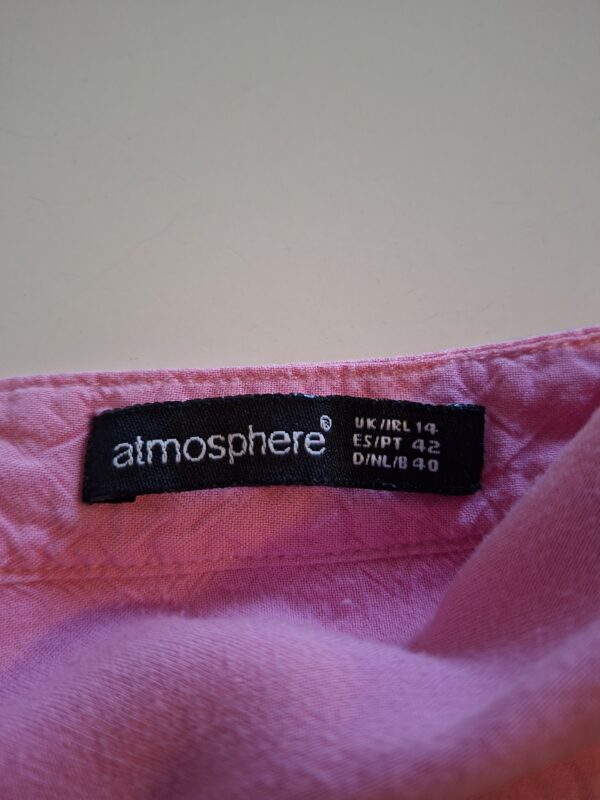 atmosphere®
UK/IRL 14
ES/PT 42
D/NL/B 40